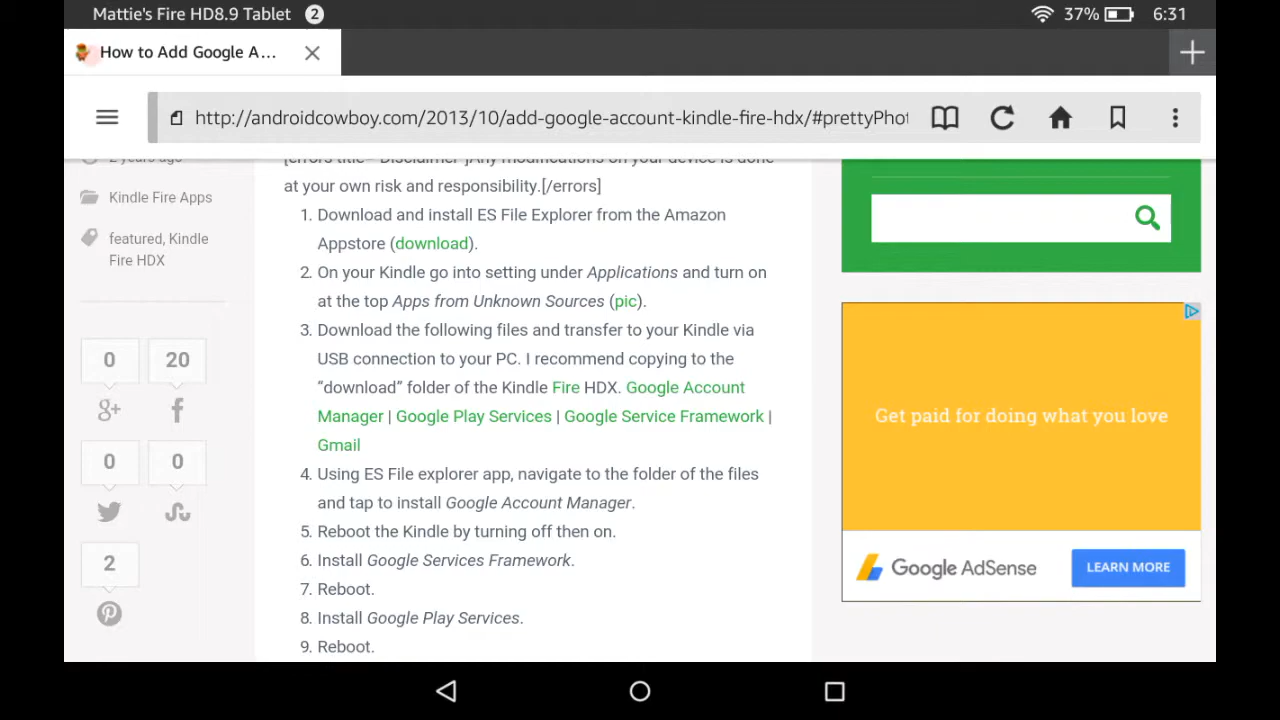 Mattie's Fire HD8.9 Tablet 2 37% 6:31
How to Add Google A...
http://androidcowboy.com/2013/10/add-google-account-kindle-fire-hdx/#prettyPhot
2 years ago
Kindle Fire Apps
featured, Kindle
Fire HDX
0 20
g+ f
0 0
2
[errors title="Disclaimer"]Any modifications on your device is done
at your own risk and responsibility.[/errors]
1. Download and install ES File Explorer from the Amazon
Appstore (download).
2. On your Kindle go into setting under Applications and turn on
at the top Apps from Unknown Sources (pic).
3. Download the following files and transfer to your Kindle via
USB connection to your PC. I recommend copying to the
“download” folder of the Kindle Fire HDX. Google Account
Manager | Google Play Services | Google Service Framework |
Gmail
4. Using ES File explorer app, navigate to the folder of the files
and tap to install Google Account Manager.
5. Reboot the Kindle by turning off then on.
6. Install Google Services Framework.
7. Reboot.
8. Install Google Play Services.
9. Reboot.
Get paid for doing what you love
Google AdSense
LEARN MORE